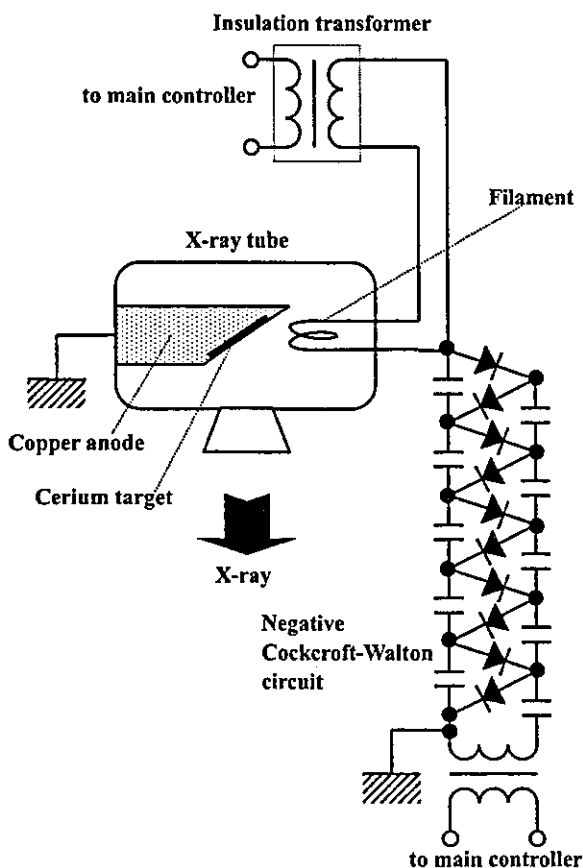 Insulation transformer
to main controller
Filament
X-ray tube
Copper anode
Cerium target
X-ray
Negative
Cockcroft-Walton
circuit
to main controller